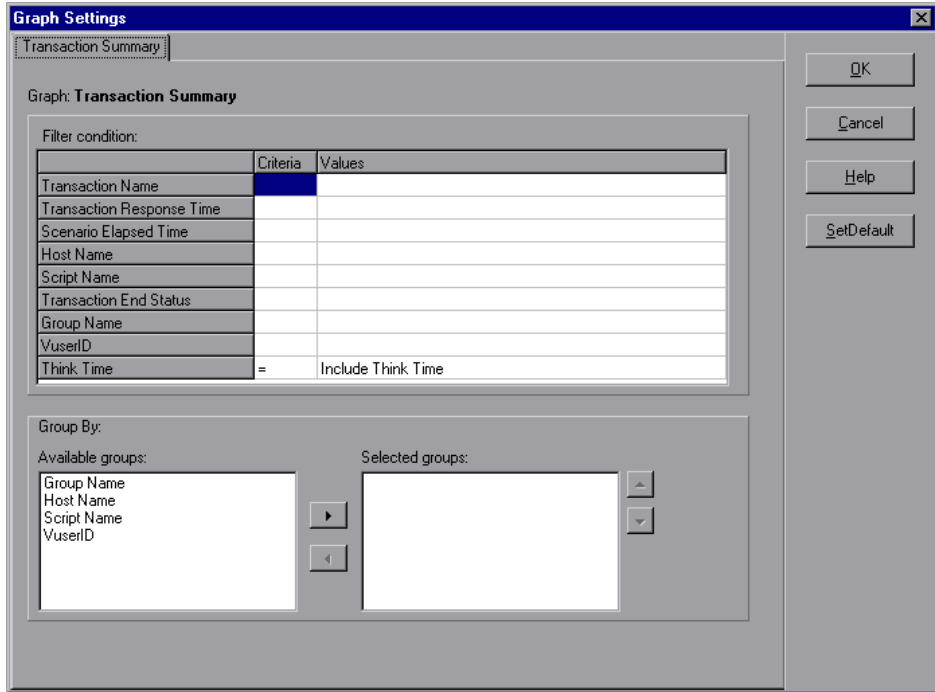 Graph Settings
Transaction Summary
OK
Graph: Transaction Summary
Cancel
Filter condition:
Criteria Values
Help
Transaction Name
Transaction Response Time
SetDefault
Scenario Elapsed Time
Host Name
Script Name
Transaction End Status
Group Name
VuserID
Think Time = Include Think Time
Group By:
Available groups: Selected groups:
Group Name
Host Name
Script Name
VuserID